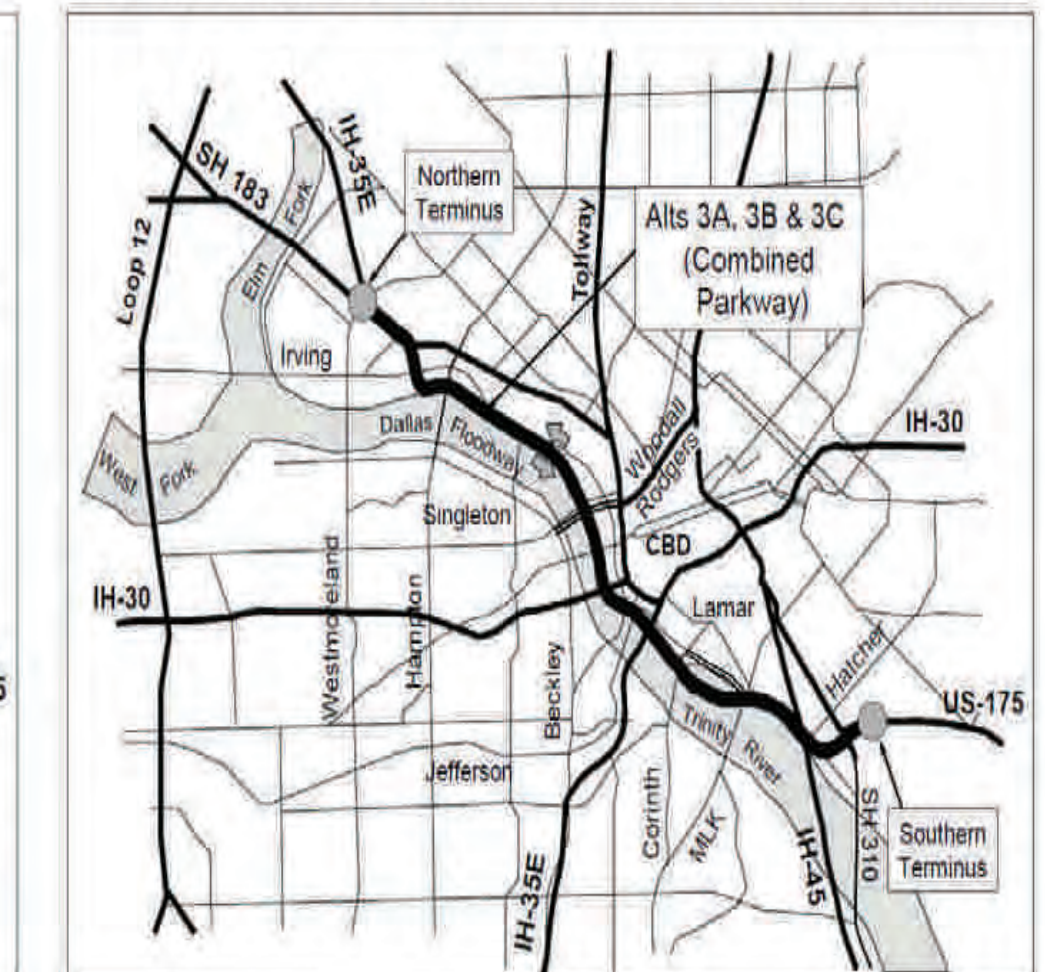 IH-35E
SH 183
Northern
Terminus
Fork
Elm
Loop 12
Tollway
Alts 3A, 3B & 3C
(Combined
Parkway)
Irving
Dallas
Floodway
West
Fork
Woodall
Rodgers
IH-30
Singleton
CBD
IH-30
Westmoreland
Hampton
Beckley
Lamar
Hatcher
US-175
Trinity
River
Jefferson
Corinth
MLK
IH-45
SH 310
Southern
Terminus
IH-35E